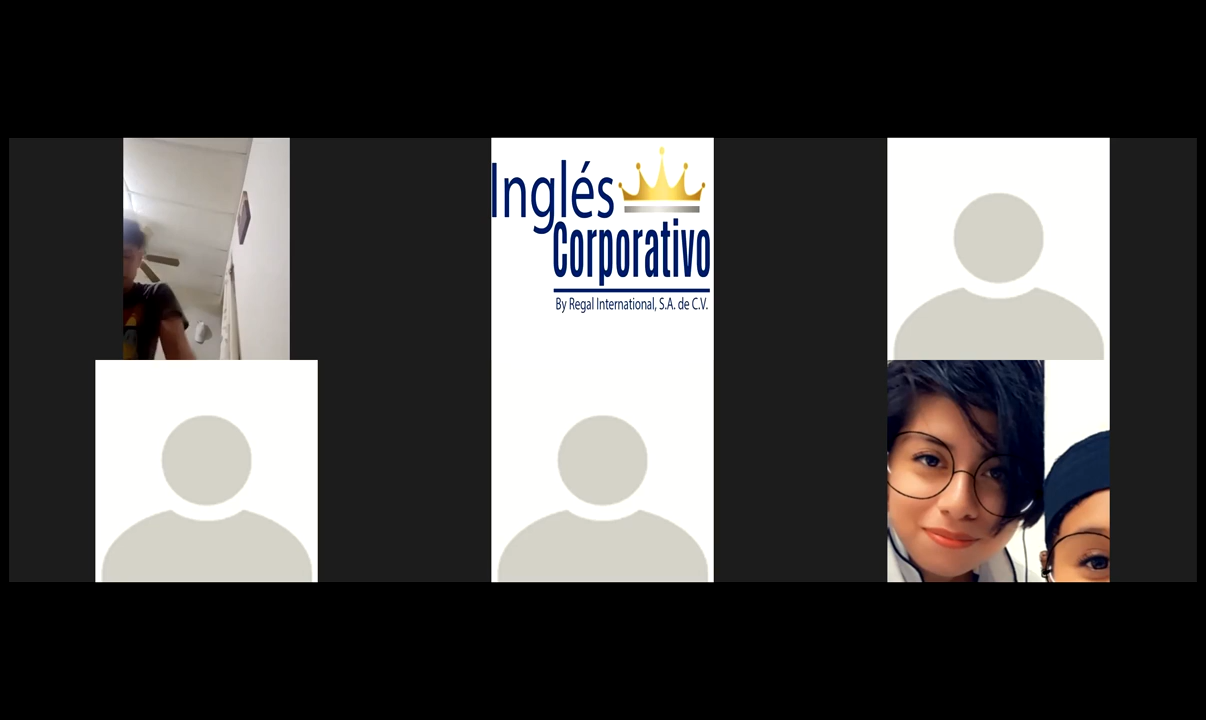 Inglés
Corporativo
By Regal International, S.A. de C.V.